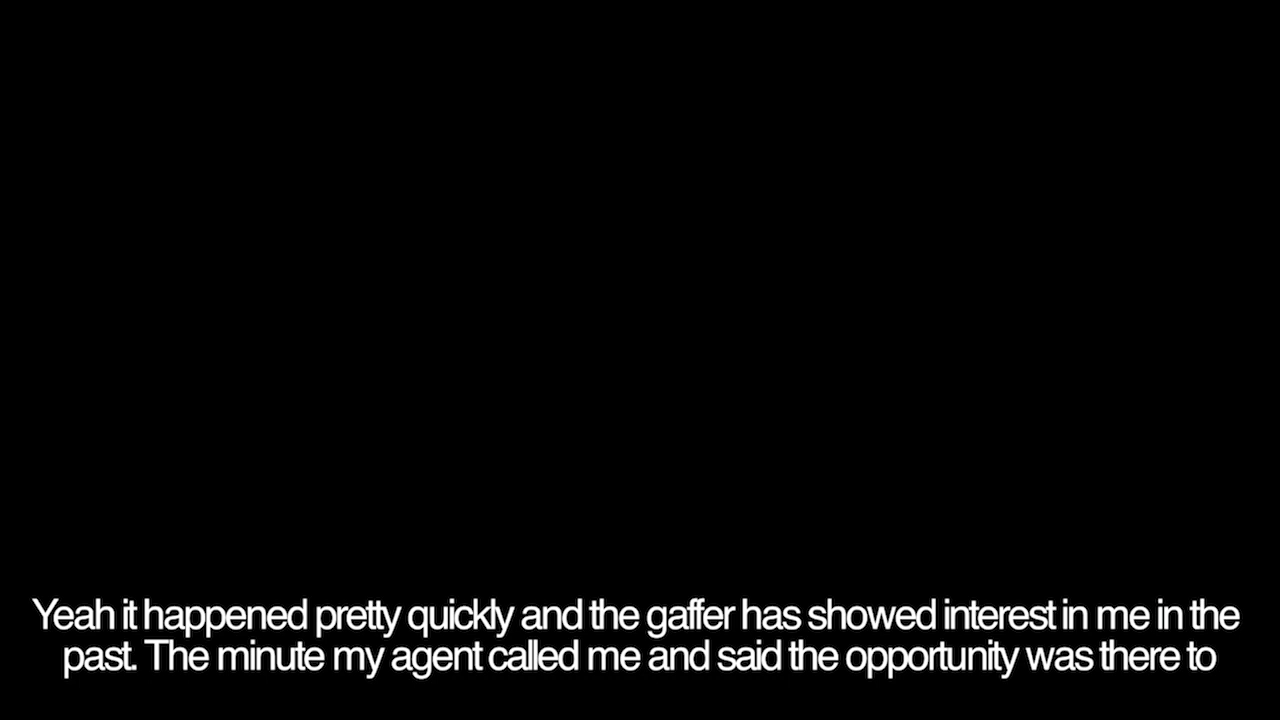 Yeah it happened pretty quickly and the gaffer has showed interest in me in the
past. The minute my agent called me and said the opportunity was there to